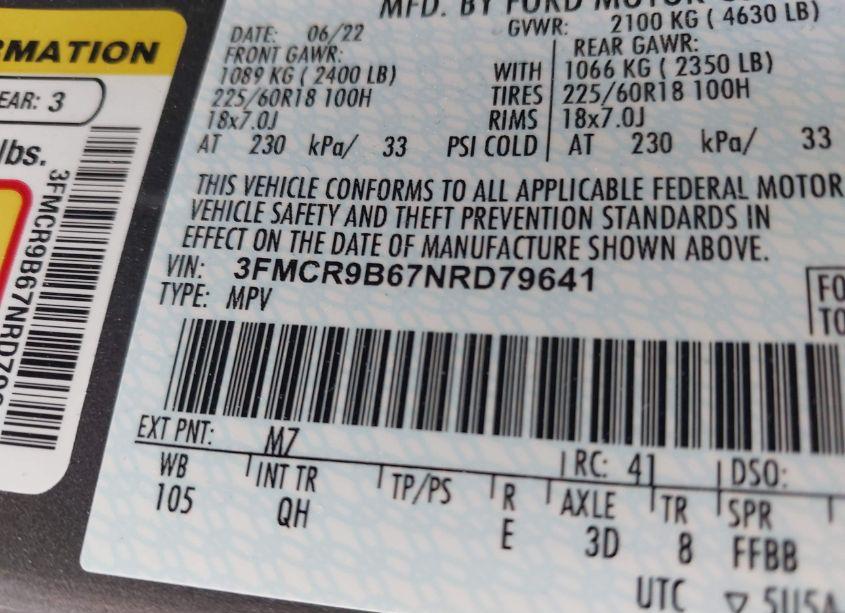 MFD. BY FORD MOTOR
DATE: 06/22 GVWR: 2100 KG ( 4630 LB)
FRONT GAWR: REAR GAWR:
1089 KG ( 2400 LB) WITH 1066 KG ( 2350 LB)
225/60R18 100H TIRES 225/60R18 100H
18x7.0J RIMS 18x7.0J
AT 230 kPa/ 33 PSI COLD AT 230 kPa/ 33
THIS VEHICLE CONFORMS TO ALL APPLICABLE FEDERAL MOTOR
VEHICLE SAFETY AND THEFT PREVENTION STANDARDS IN
EFFECT ON THE DATE OF MANUFACTURE SHOWN ABOVE.
VIN: 3FMCR9B67NRD79641
TYPE: MPV
FO
TO
EXT PNT: M7 RC: 41 DSO:
WB INT TR TP/PS R AXLE TR SPR
105 QH E 3D 8 FFBB
UTC ▽ 5U5A
RMATION
EAR: 3
lbs.
3FMCR9B67NRD79